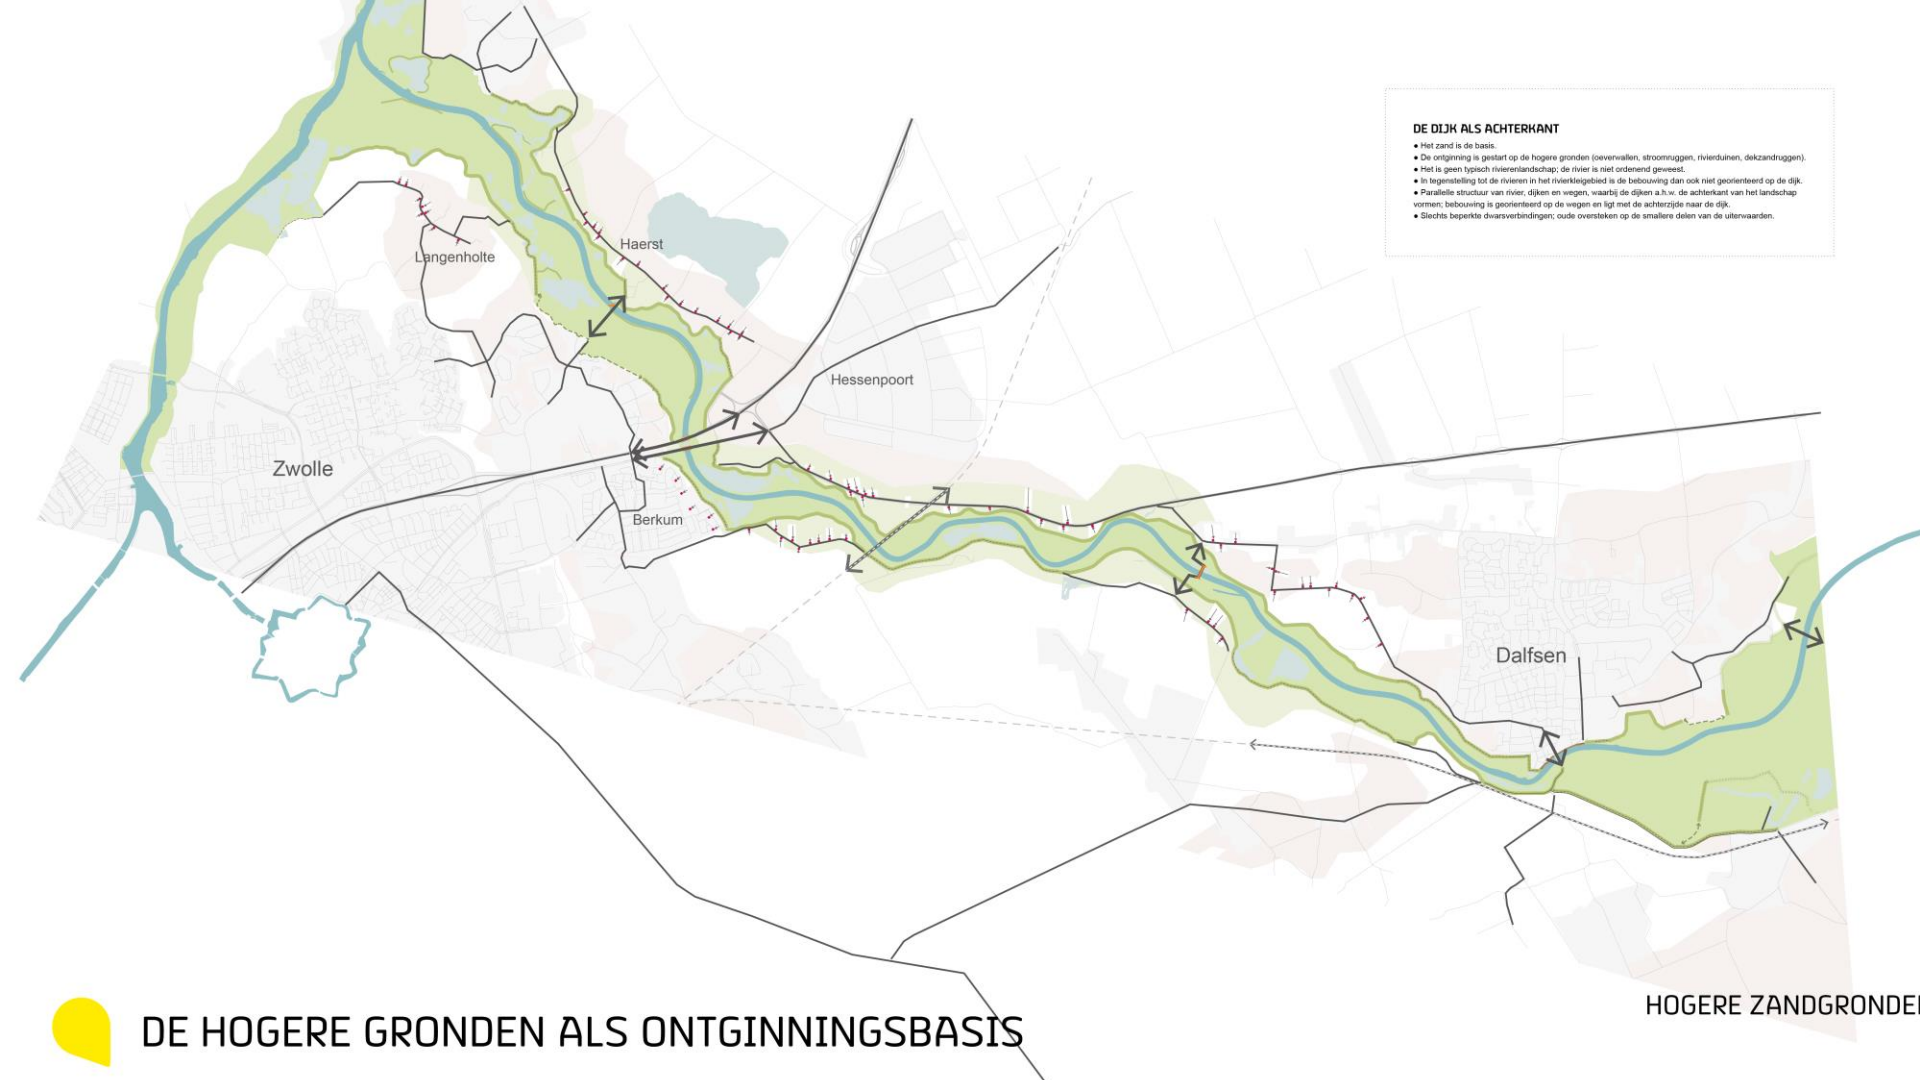 DE DIJK ALS ACHTERKANT
● Het zand is de basis.
● De ontginning is gestart op de hogere gronden (oeverwallen, stroomruggen, rivierduinen, dekzandruggen).
● Het is geen typisch rivierenlandschap; de rivier is niet ordenend geweest.
● In tegenstelling tot de rivieren in het rivierkleigebied is de bebouwing dan ook niet georienteerd op de dijk.
● Parallelle structuur van rivier, dijken en wegen, waarbij de dijken a.h.w. de achterkant van het landschap
vormen; bebouwing is georienteerd op de wegen en ligt met de achterzijde naar de dijk.
● Slechts beperkte dwarsverbindingen; oude oversteken op de smallere delen van de uiterwaarden.
Haerst
Langenholte
Hessenpoort
Zwolle
Berkum
Dalfsen
HOGERE ZANDGRONDE
DE HOGERE GRONDEN ALS ONTGINNINGSBASIS